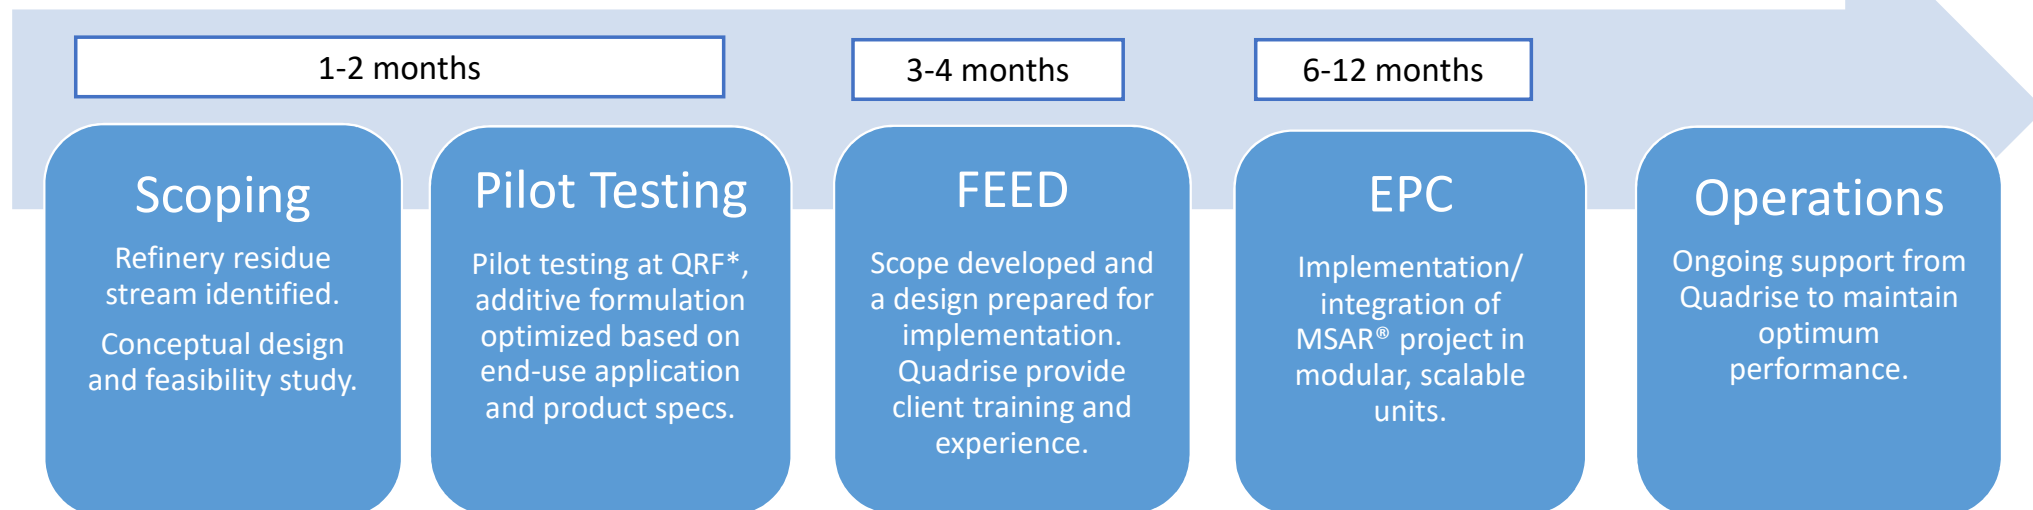 1-2 months
3-4 months
6-12 months
Scoping
Refinery residue
stream identified.
Conceptual design
and feasibility study.
Pilot Testing
Pilot testing at QRF*,
additive formulation
optimized based on
end-use application
and product specs.
FEED
Scope developed and
a design prepared for
implementation.
Quadrise provide
client training and
experience.
EPC
Implementation/
integration of
MSAR® project in
modular, scalable
units.
Operations
Ongoing support from
Quadrise to maintain
optimum
performance.